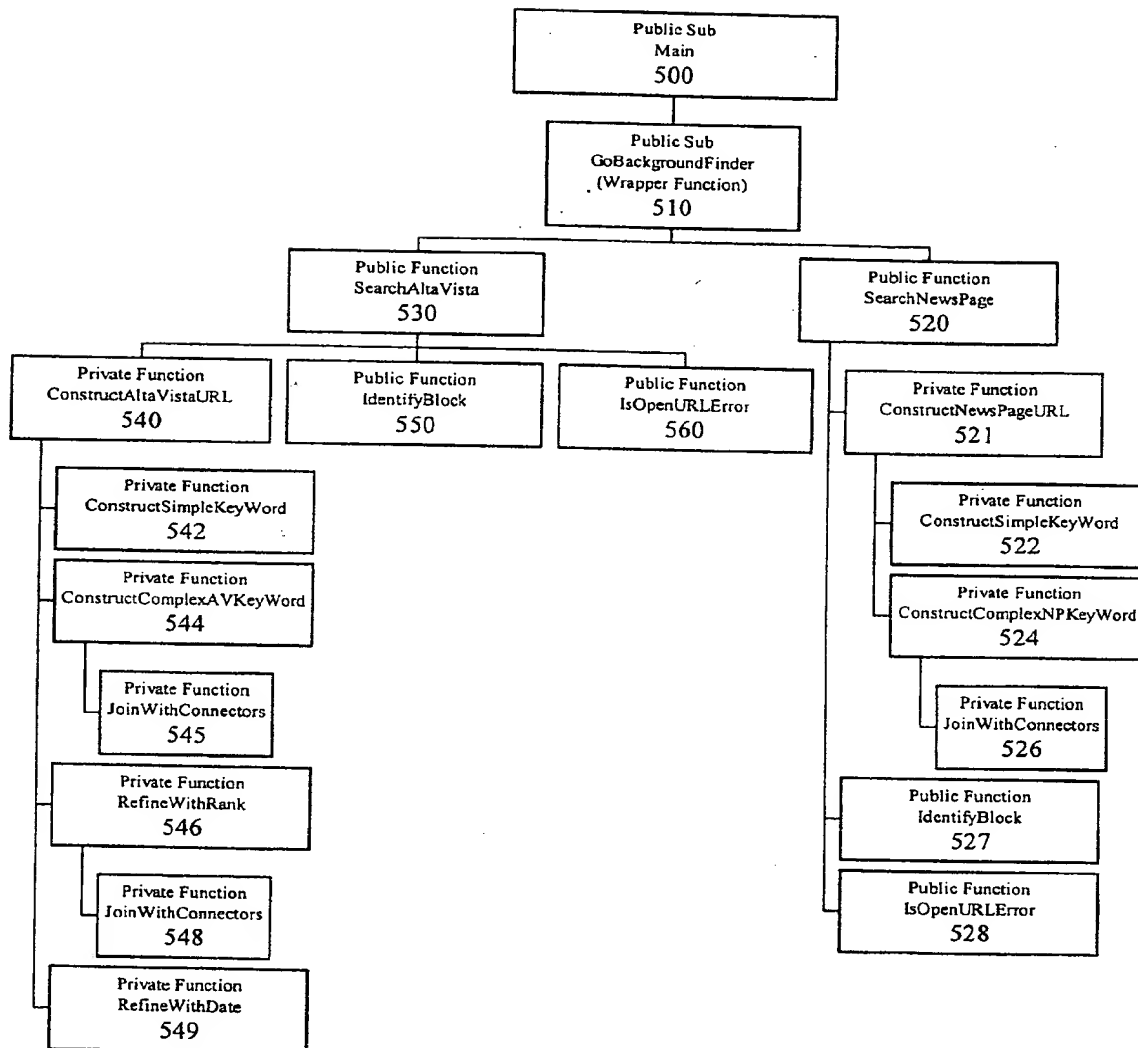 Public Sub
Main
500
Public Sub
GoBackgroundFinder
(Wrapper Function)
510
Public Function
SearchAltaVista
530
Public Function
SearchNewsPage
520
Private Function
ConstructAltaVistaURL
540
Public Function
IdentifyBlock
550
Public Function
IsOpenURLError
560
Private Function
ConstructNewsPageURL
521
Private Function
ConstructSimpleKeyWord
542
Private Function
ConstructComplexAVKeyWord
544
Private Function
JoinWithConnectors
545
Private Function
RefineWithRank
546
Private Function
JoinWithConnectors
548
Private Function
RefineWithDate
549
Private Function
ConstructSimpleKeyWord
522
Private Function
ConstructComplexNPKeyWord
524
Private Function
JoinWithConnectors
526
Public Function
IdentifyBlock
527
Public Function
IsOpenURLError
528